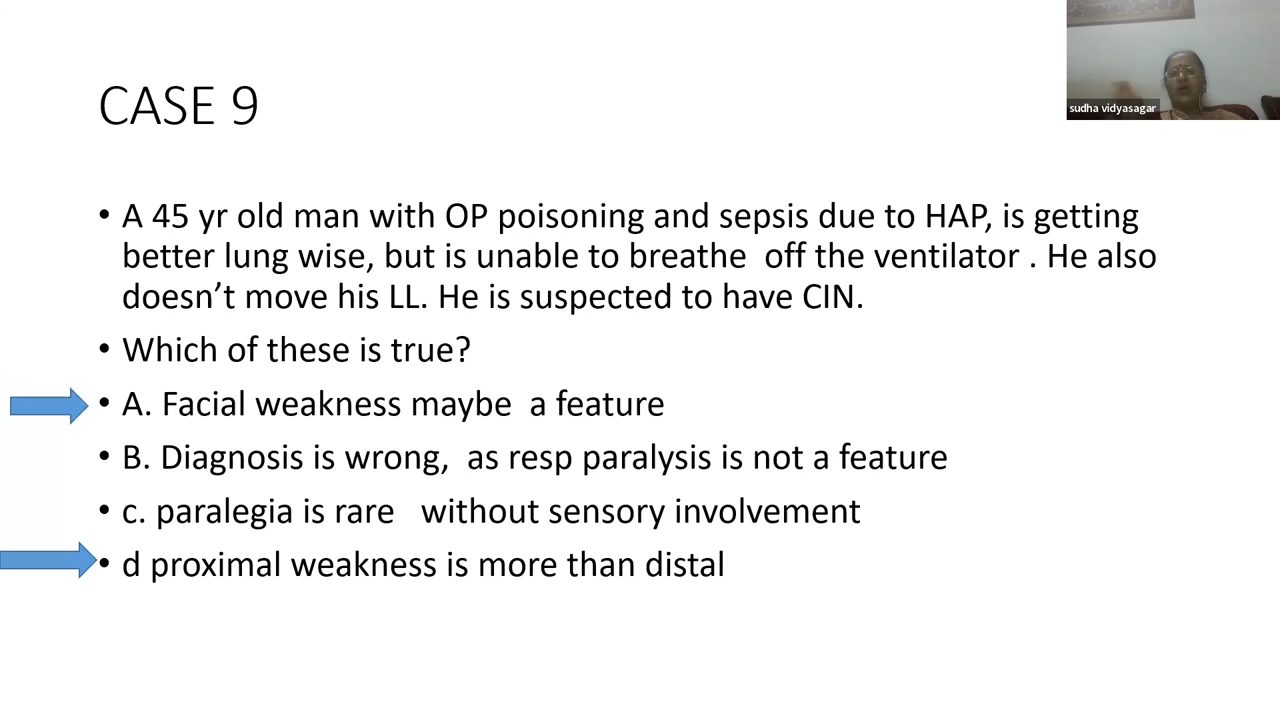 sudha vidyasagar
CASE 9
• A 45 yr old man with OP poisoning and sepsis due to HAP, is getting
better lung wise, but is unable to breathe off the ventilator . He also
doesn’t move his LL. He is suspected to have CIN.
• Which of these is true?
• A. Facial weakness maybe a feature
• B. Diagnosis is wrong, as resp paralysis is not a feature
• c. paralegia is rare without sensory involvement
• d proximal weakness is more than distal